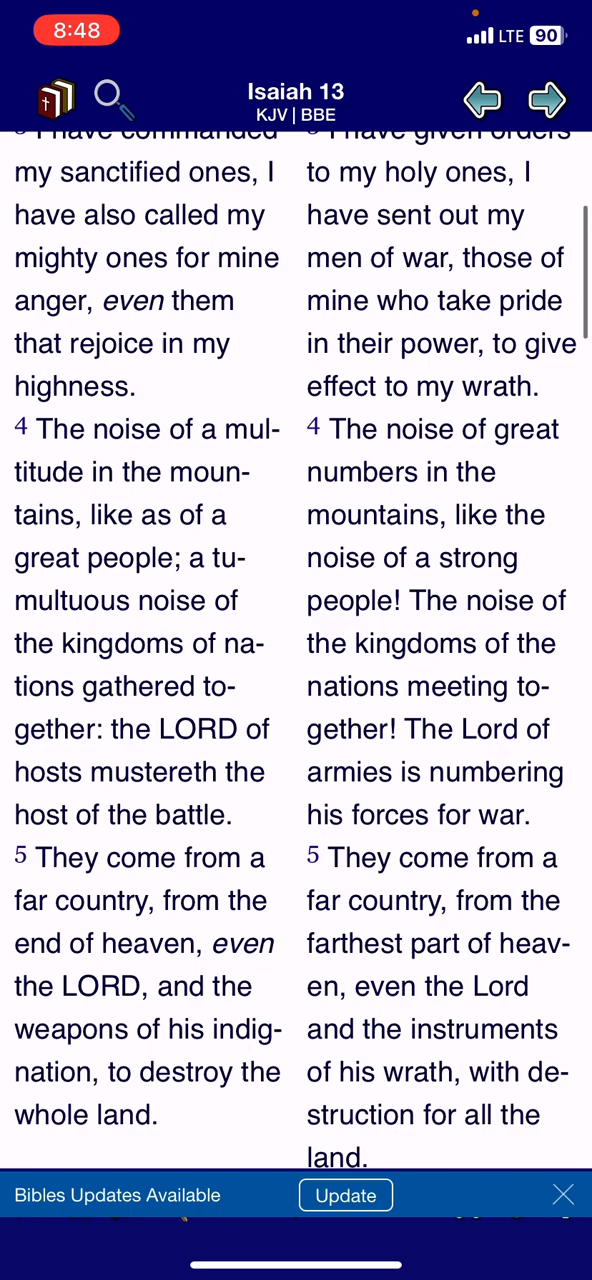 8:48
LTE 90
Isaiah 13
KJV | BBE
3 I have commanded
my sanctified ones, I
have also called my
mighty ones for mine
anger, even them
that rejoice in my
highness.
4 The noise of a mul-
titude in the moun-
tains, like as of a
great people; a tu-
multuous noise of
the kingdoms of na-
tions gathered to-
gether: the LORD of
hosts mustereth the
host of the battle.
5 They come from a
far country, from the
end of heaven, even
the LORD, and the
weapons of his indig-
nation, to destroy the
whole land.
3 I have given orders
to my holy ones, I
have sent out my
men of war, those of
mine who take pride
in their power, to give
effect to my wrath.
4 The noise of great
numbers in the
mountains, like the
noise of a strong
people! The noise of
the kingdoms of the
nations meeting to-
gether! The Lord of
armies is numbering
his forces for war.
5 They come from a
far country, from the
farthest part of heav-
en, even the Lord
and the instruments
of his wrath, with de-
struction for all the
land.
Bibles Updates Available
Update